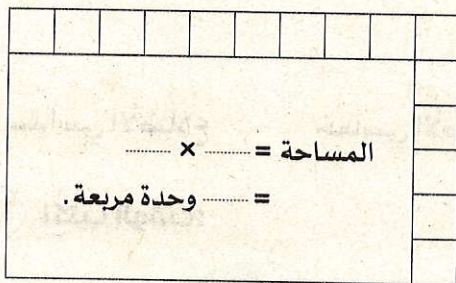 المساحة = ........ × ........
= ........ وحدة مربعة.